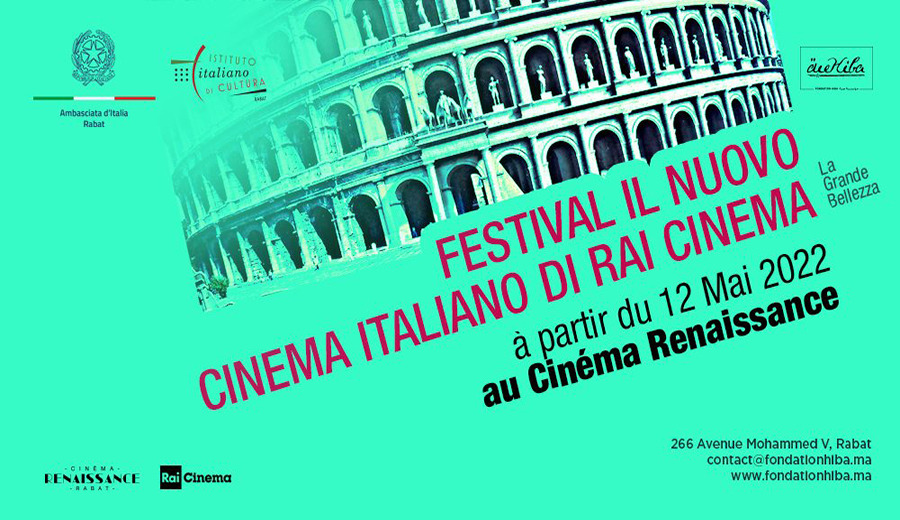 Ambasciata d'Italia
Rabat
ISTITUTO
italiano
DI CULTURA
RABAT
Hiba
FESTIVAL IL NUOVO
CINEMA ITALIANO DI RAI CINEMA
La
Grande
Bellezza
à partir du 12 Mai 2022
au Cinéma Renaissance
266 Avenue Mohammed V, Rabat
contact@fondationhiba.ma
www.fondationhiba.ma
CINÉMA
RENAISSANCE
RABAT
Rai Cinema